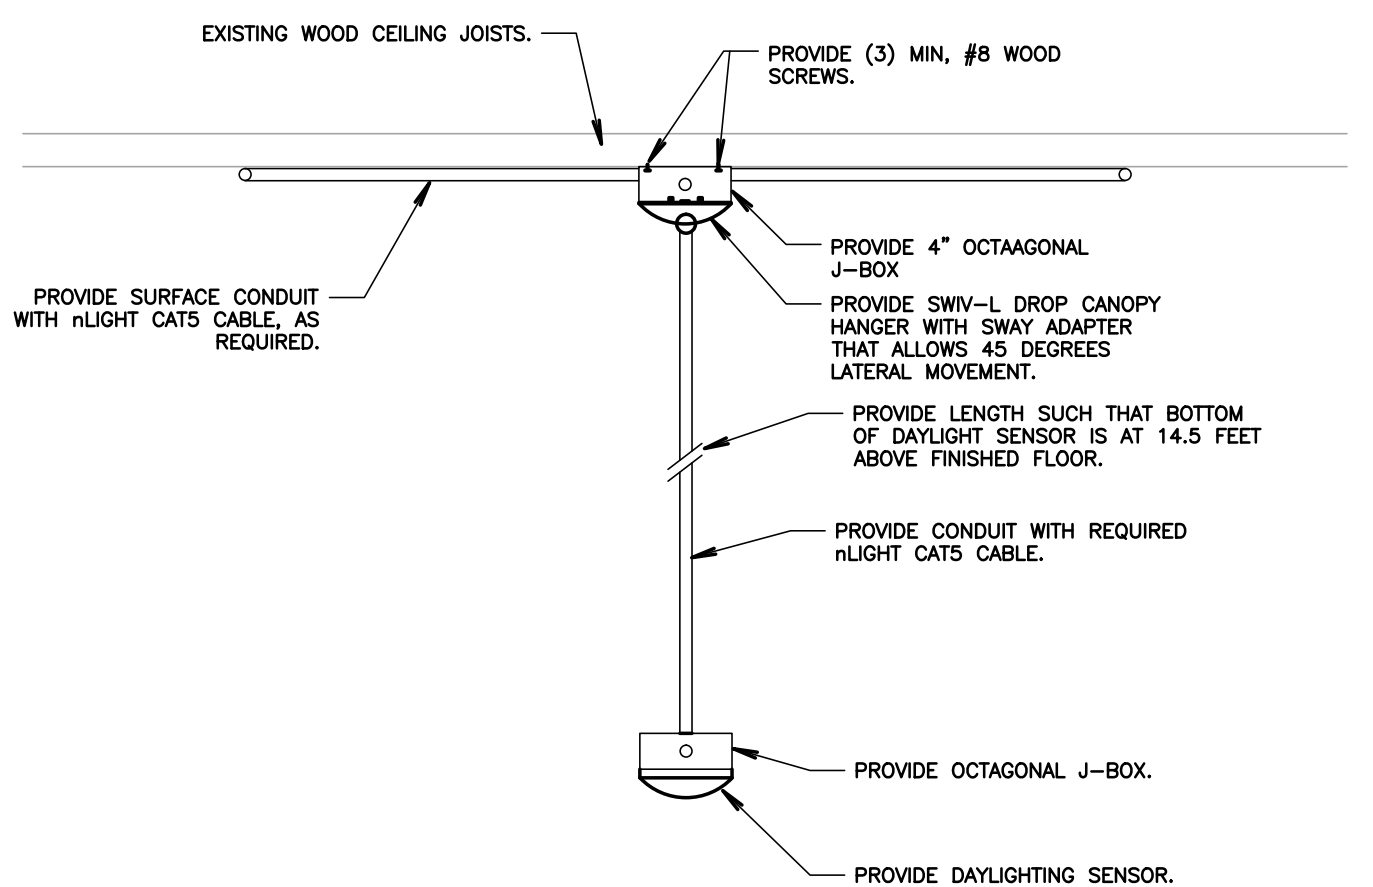 EXISTING WOOD CEILING JOISTS.
PROVIDE (3) MIN, #8 WOOD
SCREWS.
PROVIDE 4" OCTAAGONAL
J-BOX
PROVIDE SURFACE CONDUIT
WITH nLIGHT CAT5 CABLE, AS
REQUIRED.
PROVIDE SWIV-L DROP CANOPY
HANGER WITH SWAY ADAPTER
THAT ALLOWS 45 DEGREES
LATERAL MOVEMENT.
PROVIDE LENGTH SUCH THAT BOTTOM
OF DAYLIGHT SENSOR IS AT 14.5 FEET
ABOVE FINISHED FLOOR.
PROVIDE CONDUIT WITH REQUIRED
nLIGHT CAT5 CABLE.
PROVIDE OCTAGONAL J-BOX.
PROVIDE DAYLIGHTING SENSOR.